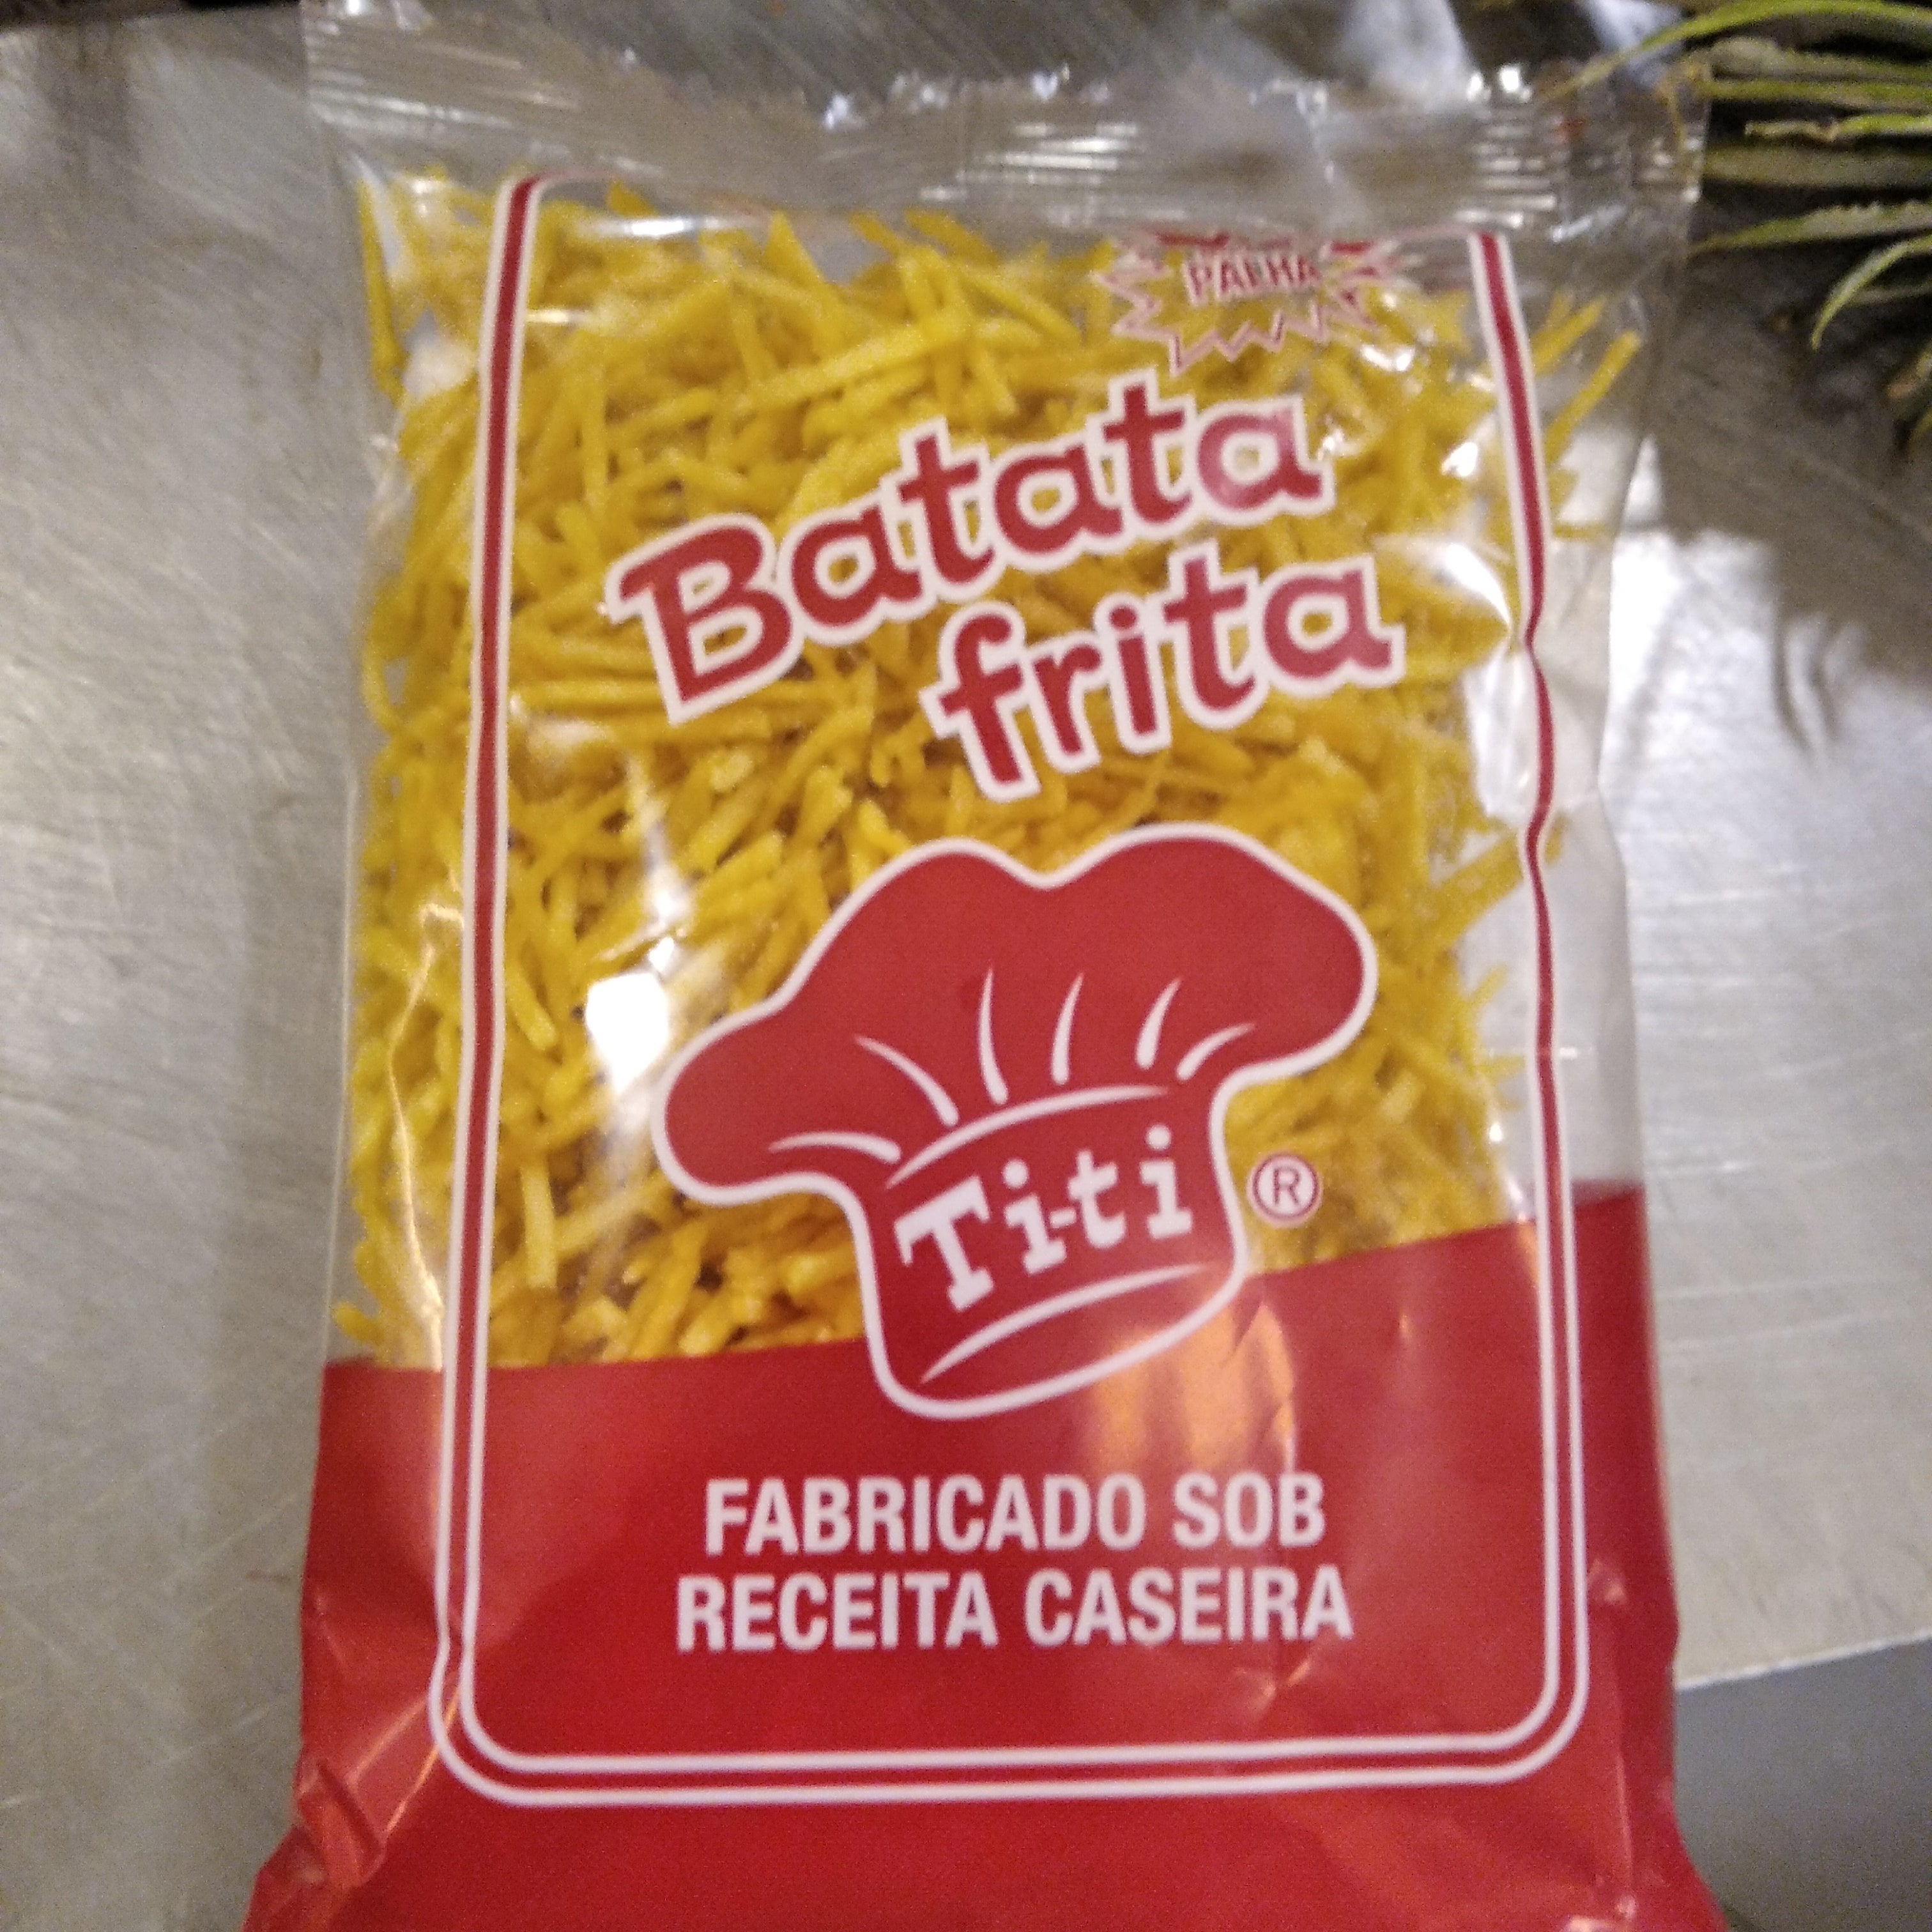 PALHA
Batata
frita
Ti-ti ®
FABRICADO SOB
RECEITA CASEIRA